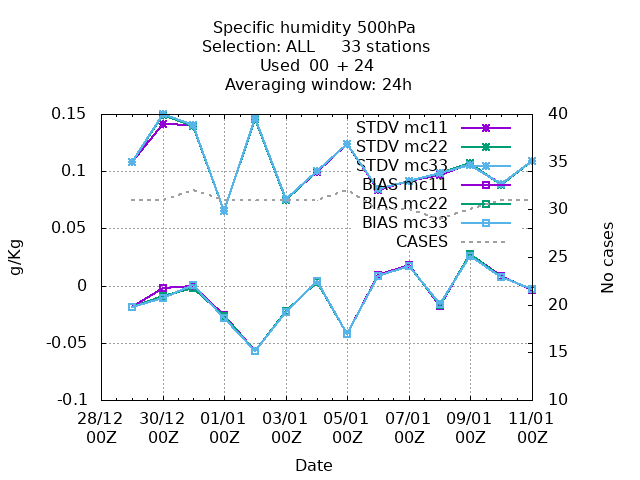 Specific humidity 500hPa
Selection: ALL 33 stations
Used 00 + 24
Averaging window: 24h
0.15
0.1
0.05
0
-0.05
-0.1
g/Kg
STDV mc11
STDV mc22
STDV mc33
BIAS mc11
BIAS mc22
BIAS mc33
CASES
40
35
30
25
20
15
10
No cases
28/12 30/12 01/01 03/01 05/01 07/01 09/01 11/01
00Z 00Z 00Z 00Z 00Z 00Z 00Z 00Z
Date